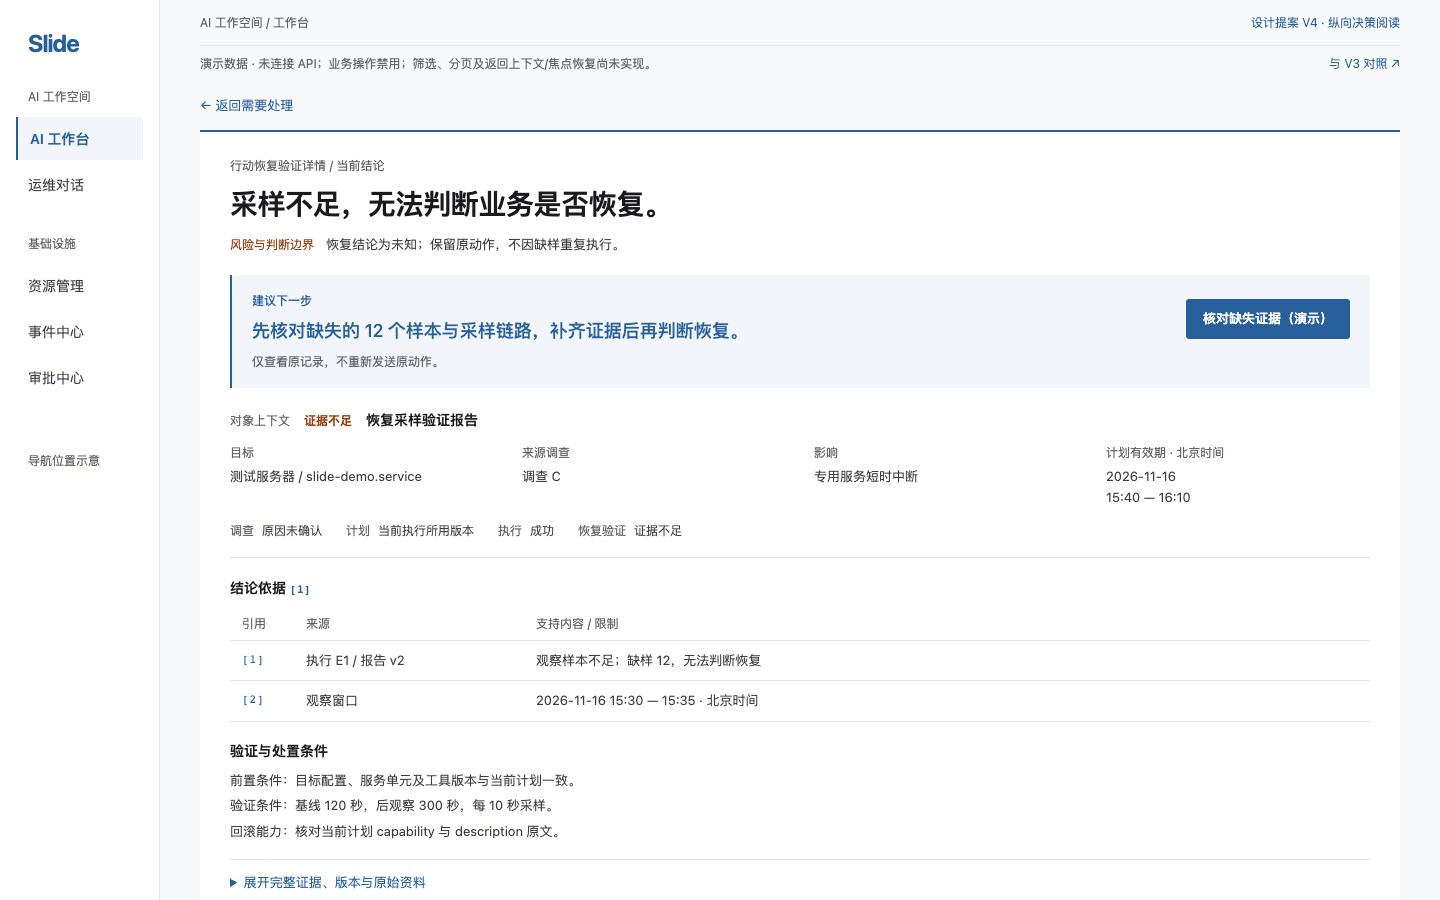 Slide
AI 工作空间
AI 工作台
运维对话
基础设施
资源管理
事件中心
审批中心
导航位置示意
AI 工作空间 / 工作台
设计提案 V4 · 纵向决策阅读
演示数据 · 未连接 API；业务操作禁用；筛选、分页及返回上下文/焦点恢复尚未实现。
与 V3 对照 ↗
← 返回需要处理
行动恢复验证详情 / 当前结论
采样不足，无法判断业务是否恢复。
风险与判断边界 恢复结论为未知；保留原动作，不因缺样重复执行。
建议下一步
先核对缺失的 12 个样本与采样链路，补齐证据后再判断恢复。
仅查看原记录，不重新发送原动作。
核对缺失证据（演示）
对象上下文 证据不足 恢复采样验证报告
目标 来源调查 影响 计划有效期 · 北京时间
测试服务器 / slide-demo.service 调查 C 专用服务短时中断 2026-11-16
15:40 — 16:10
调查 原因未确认 计划 当前执行所用版本 执行 成功 恢复验证 证据不足
结论依据 [1]
引用 来源 支持内容 / 限制
[1] 执行 E1 / 报告 v2 观察样本不足；缺样 12，无法判断恢复
[2] 观察窗口 2026-11-16 15:30 — 15:35 · 北京时间
验证与处置条件
前置条件：目标配置、服务单元及工具版本与当前计划一致。
验证条件：基线 120 秒，后观察 300 秒，每 10 秒采样。
回滚能力：核对当前计划 capability 与 description 原文。
▶ 展开完整证据、版本与原始资料